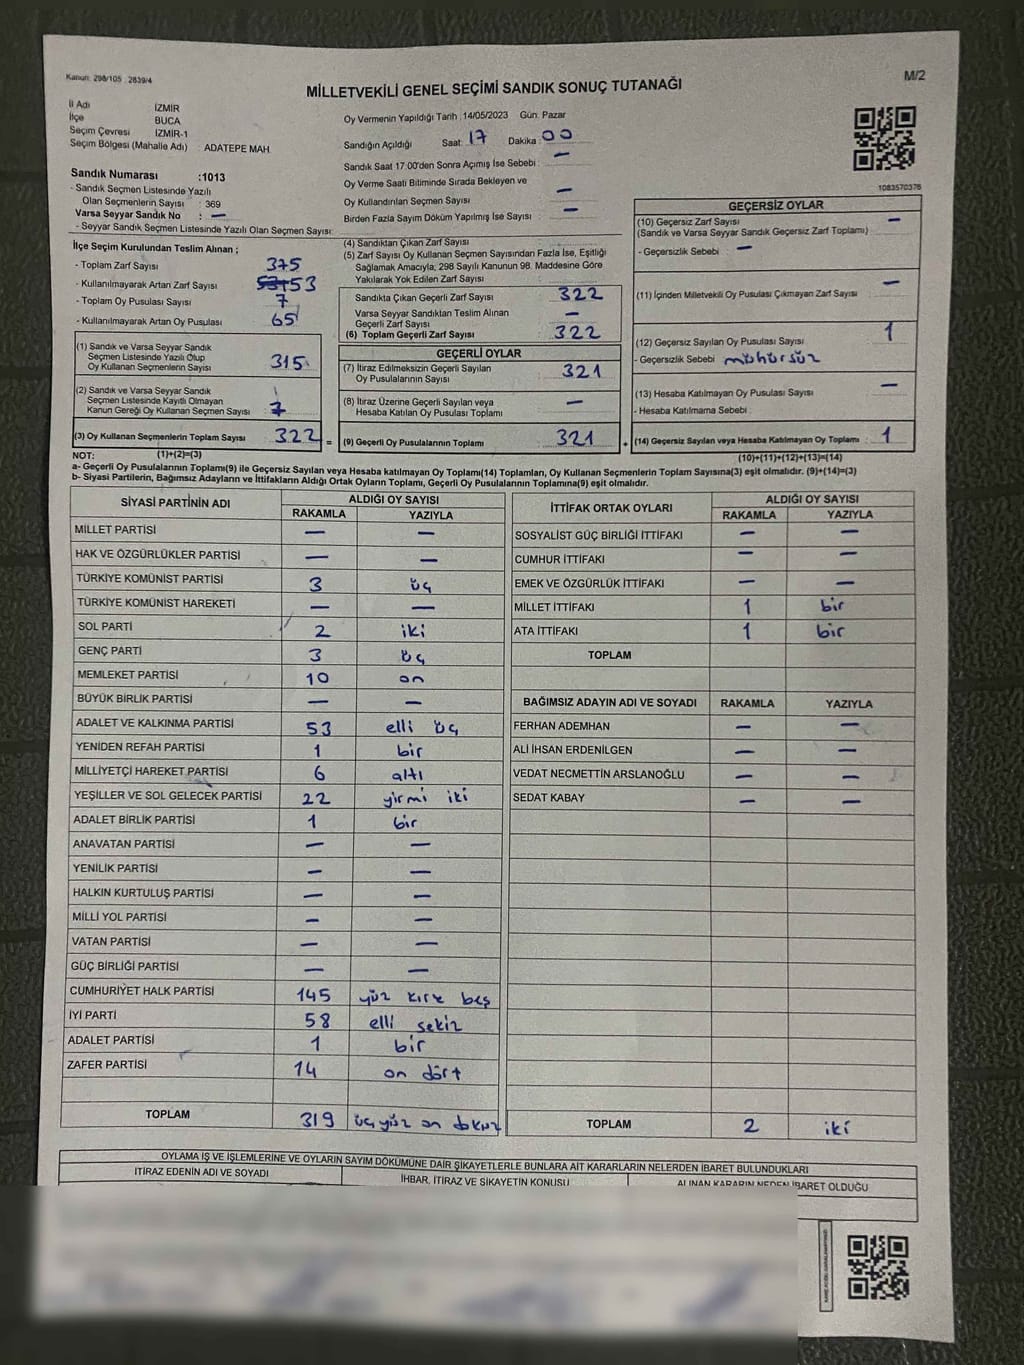 Kanun: 298/105 2839/4
MİLLETVEKİLİ GENEL SEÇİMİ SANDIK SONUÇ TUTANAĞI
M/2
İl Adı İZMİR
İlçe BUCA
Seçim Çevresi İZMİR-1
Seçim Bölgesi (Mahalle Adı) ADATEPE MAH.
Oy Vermenin Yapıldığı Tarih : 14/05/2023 Gün: Pazar
Sandığın Açıldığı Saat: 17 Dakika: 00
Sandık Saat 17:00'den Sonra Açılmış İse Sebebi : —
Oy Verme Saati Bitiminde Sırada Bekleyen ve
Oy Kullandırılan Seçmen Sayısı : —
Birden Fazla Sayım Döküm Yapılmış İse Sayısı : —
1083570376
Sandık Numarası :1013
- Sandık Seçmen Listesinde Yazılı
Olan Seçmenlerin Sayısı : 369
Varsa Seyyar Sandık No : —
- Seyyar Sandık Seçmen Listesinde Yazılı Olan Seçmen Sayısı:
İlçe Seçim Kurulundan Teslim Alınan ;
- Toplam Zarf Sayısı 375
- Kullanılmayarak Artan Zarf Sayısı 53
- Toplam Oy Pusulası Sayısı 7
- Kullanılmayarak Artan Oy Pusulası 65
(1) Sandık ve Varsa Seyyar Sandık
Seçmen Listesinde Yazılı Olup
Oy Kullanan Seçmenlerin Sayısı 315
(2) Sandık ve Varsa Seyyar Sandık
Seçmen Listesinde Kayıtlı Olmayan
Kanun Gereği Oy Kullanan Seçmen Sayısı 7
(3) Oy Kullanan Seçmenlerin Toplam Sayısı 322 =
(1)+(2)=(3)
(4) Sandıktan Çıkan Zarf Sayısı :
(5) Zarf Sayısı Oy Kullanan Seçmen Sayısından Fazla İse, Eşitliği
Sağlamak Amacıyla, 298 Sayılı Kanunun 98. Maddesine Göre
Yakılarak Yok Edilen Zarf Sayısı :
Sandıkta Çıkan Geçerli Zarf Sayısı 322
Varsa Seyyar Sandıktan Teslim Alınan
Geçerli Zarf Sayısı —
(6) Toplam Geçerli Zarf Sayısı 322
GEÇERLİ OYLAR
(7) İtiraz Edilmeksizin Geçerli Sayılan
Oy Pusulalarının Sayısı 321
(8) İtiraz Üzerine Geçerli Sayılan veya
Hesaba Katılan Oy Pusulası Toplamı —
(9) Geçerli Oy Pusulalarının Toplamı 321 +
GEÇERSİZ OYLAR
(10) Geçersiz Zarf Sayısı —
(Sandık ve Varsa Seyyar Sandık Geçersiz Zarf Toplamı)
- Geçersizlik Sebebi —
(11) İçinden Milletvekili Oy Pusulası Çıkmayan Zarf Sayısı —
(12) Geçersiz Sayılan Oy Pusulası Sayısı 1
- Geçersizlik Sebebi mühürsüz
(13) Hesaba Katılmayan Oy Pusulası Sayısı —
- Hesaba Katılmama Sebebi :
(14) Geçersiz Sayılan veya Hesaba Katılmayan Oy Toplamı 1
(10)+(11)+(12)+(13)=(14)
NOT:
a- Geçerli Oy Pusulalarının Toplamı(9) ile Geçersiz Sayılan veya Hesaba katılmayan Oy Toplamı(14) Toplamları, Oy Kullanan Seçmenlerin Toplam Sayısına(3) eşit olmalıdır. (9)+(14)=(3)
b- Siyasi Partilerin, Bağımsız Adayların ve İttifakların Aldığı Ortak Oyların Toplamı, Geçerli Oy Pusulalarının Toplamına(9) eşit olmalıdır.
SİYASİ PARTİNİN ADI ALDIĞI OY SAYISI
RAKAMLA YAZIYLA
MİLLET PARTİSİ — —
HAK VE ÖZGÜRLÜKLER PARTİSİ — —
TÜRKİYE KOMÜNİST PARTİSİ 3 üç
TÜRKİYE KOMÜNİST HAREKETİ — —
SOL PARTİ 2 iki
GENÇ PARTİ 3 üç
MEMLEKET PARTİSİ 10 on
BÜYÜK BİRLİK PARTİSİ — —
ADALET VE KALKINMA PARTİSİ 53 elli üç
YENİDEN REFAH PARTİSİ 1 bir
MİLLİYETÇİ HAREKET PARTİSİ 6 altı
YEŞİLLER VE SOL GELECEK PARTİSİ 22 yirmi iki
ADALET BİRLİK PARTİSİ 1 bir
ANAVATAN PARTİSİ — —
YENİLİK PARTİSİ — —
HALKIN KURTULUŞ PARTİSİ — —
MİLLİ YOL PARTİSİ — —
VATAN PARTİSİ — —
GÜÇ BİRLİĞİ PARTİSİ — —
CUMHURİYET HALK PARTİSİ 145 yüz kırk beş
İYİ PARTİ 58 elli sekiz
ADALET PARTİSİ 1 bir
ZAFER PARTİSİ 14 on dört
TOPLAM 319 üç yüz on dokuz
İTTİFAK ORTAK OYLARI ALDIĞI OY SAYISI
RAKAMLA YAZIYLA
SOSYALİST GÜÇ BİRLİĞİ İTTİFAKI — —
CUMHUR İTTİFAKI — —
EMEK VE ÖZGÜRLÜK İTTİFAKI — —
MİLLET İTTİFAKI 1 bir
ATA İTTİFAKI 1 bir
TOPLAM
BAĞIMSIZ ADAYIN ADI VE SOYADI RAKAMLA YAZIYLA
FERHAN ADEMHAN — —
ALİ İHSAN ERDENİLGEN — —
VEDAT NECMETTİN ARSLANOĞLU — —
SEDAT KABAY — —
TOPLAM 2 iki
OYLAMA İŞ VE İŞLEMLERİNE VE OYLARIN SAYIM DÖKÜMÜNE DAİR ŞİKAYETLERLE BUNLARA AİT KARARLARIN NELERDEN İBARET BULUNDUKLARI
İTİRAZ EDENİN ADI VE SOYADI İHBAR, İTİRAZ VE ŞİKAYETİN KONUSU ALINAN KARARIN NEDEN İBARET OLDUĞU